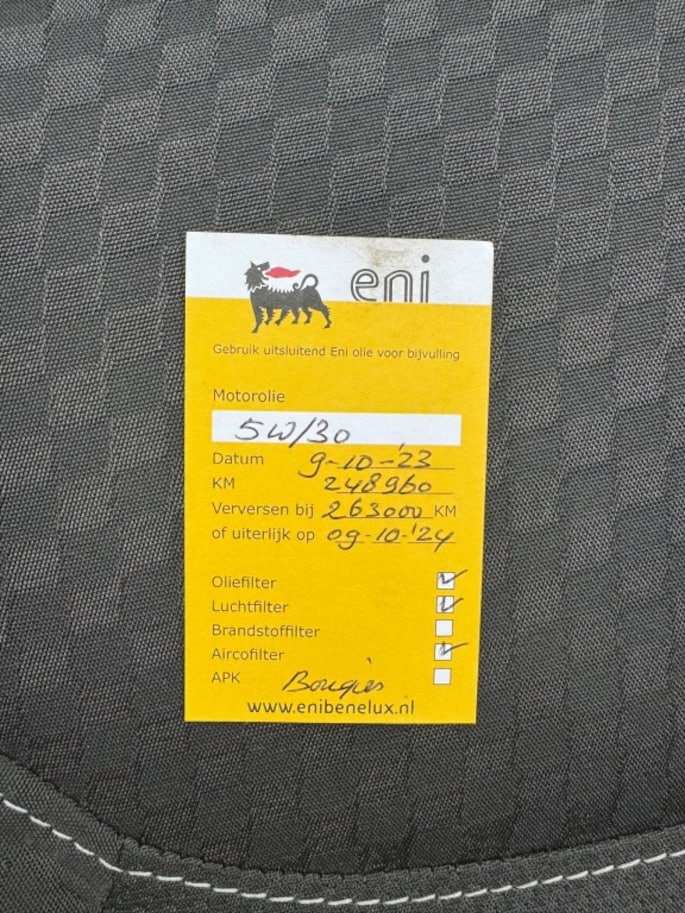 eni
Gebruik uitsluitend Eni olie voor bijvulling
Motorolie
5W/30
Datum 9-10-'23
KM 248960
Verversen bij 263000 KM
of uiterlijk op 09-10-'24
Oliefilter
Luchtfilter
Brandstoffilter
Aircofilter
APK Bougiès
www.enibenelux.nl